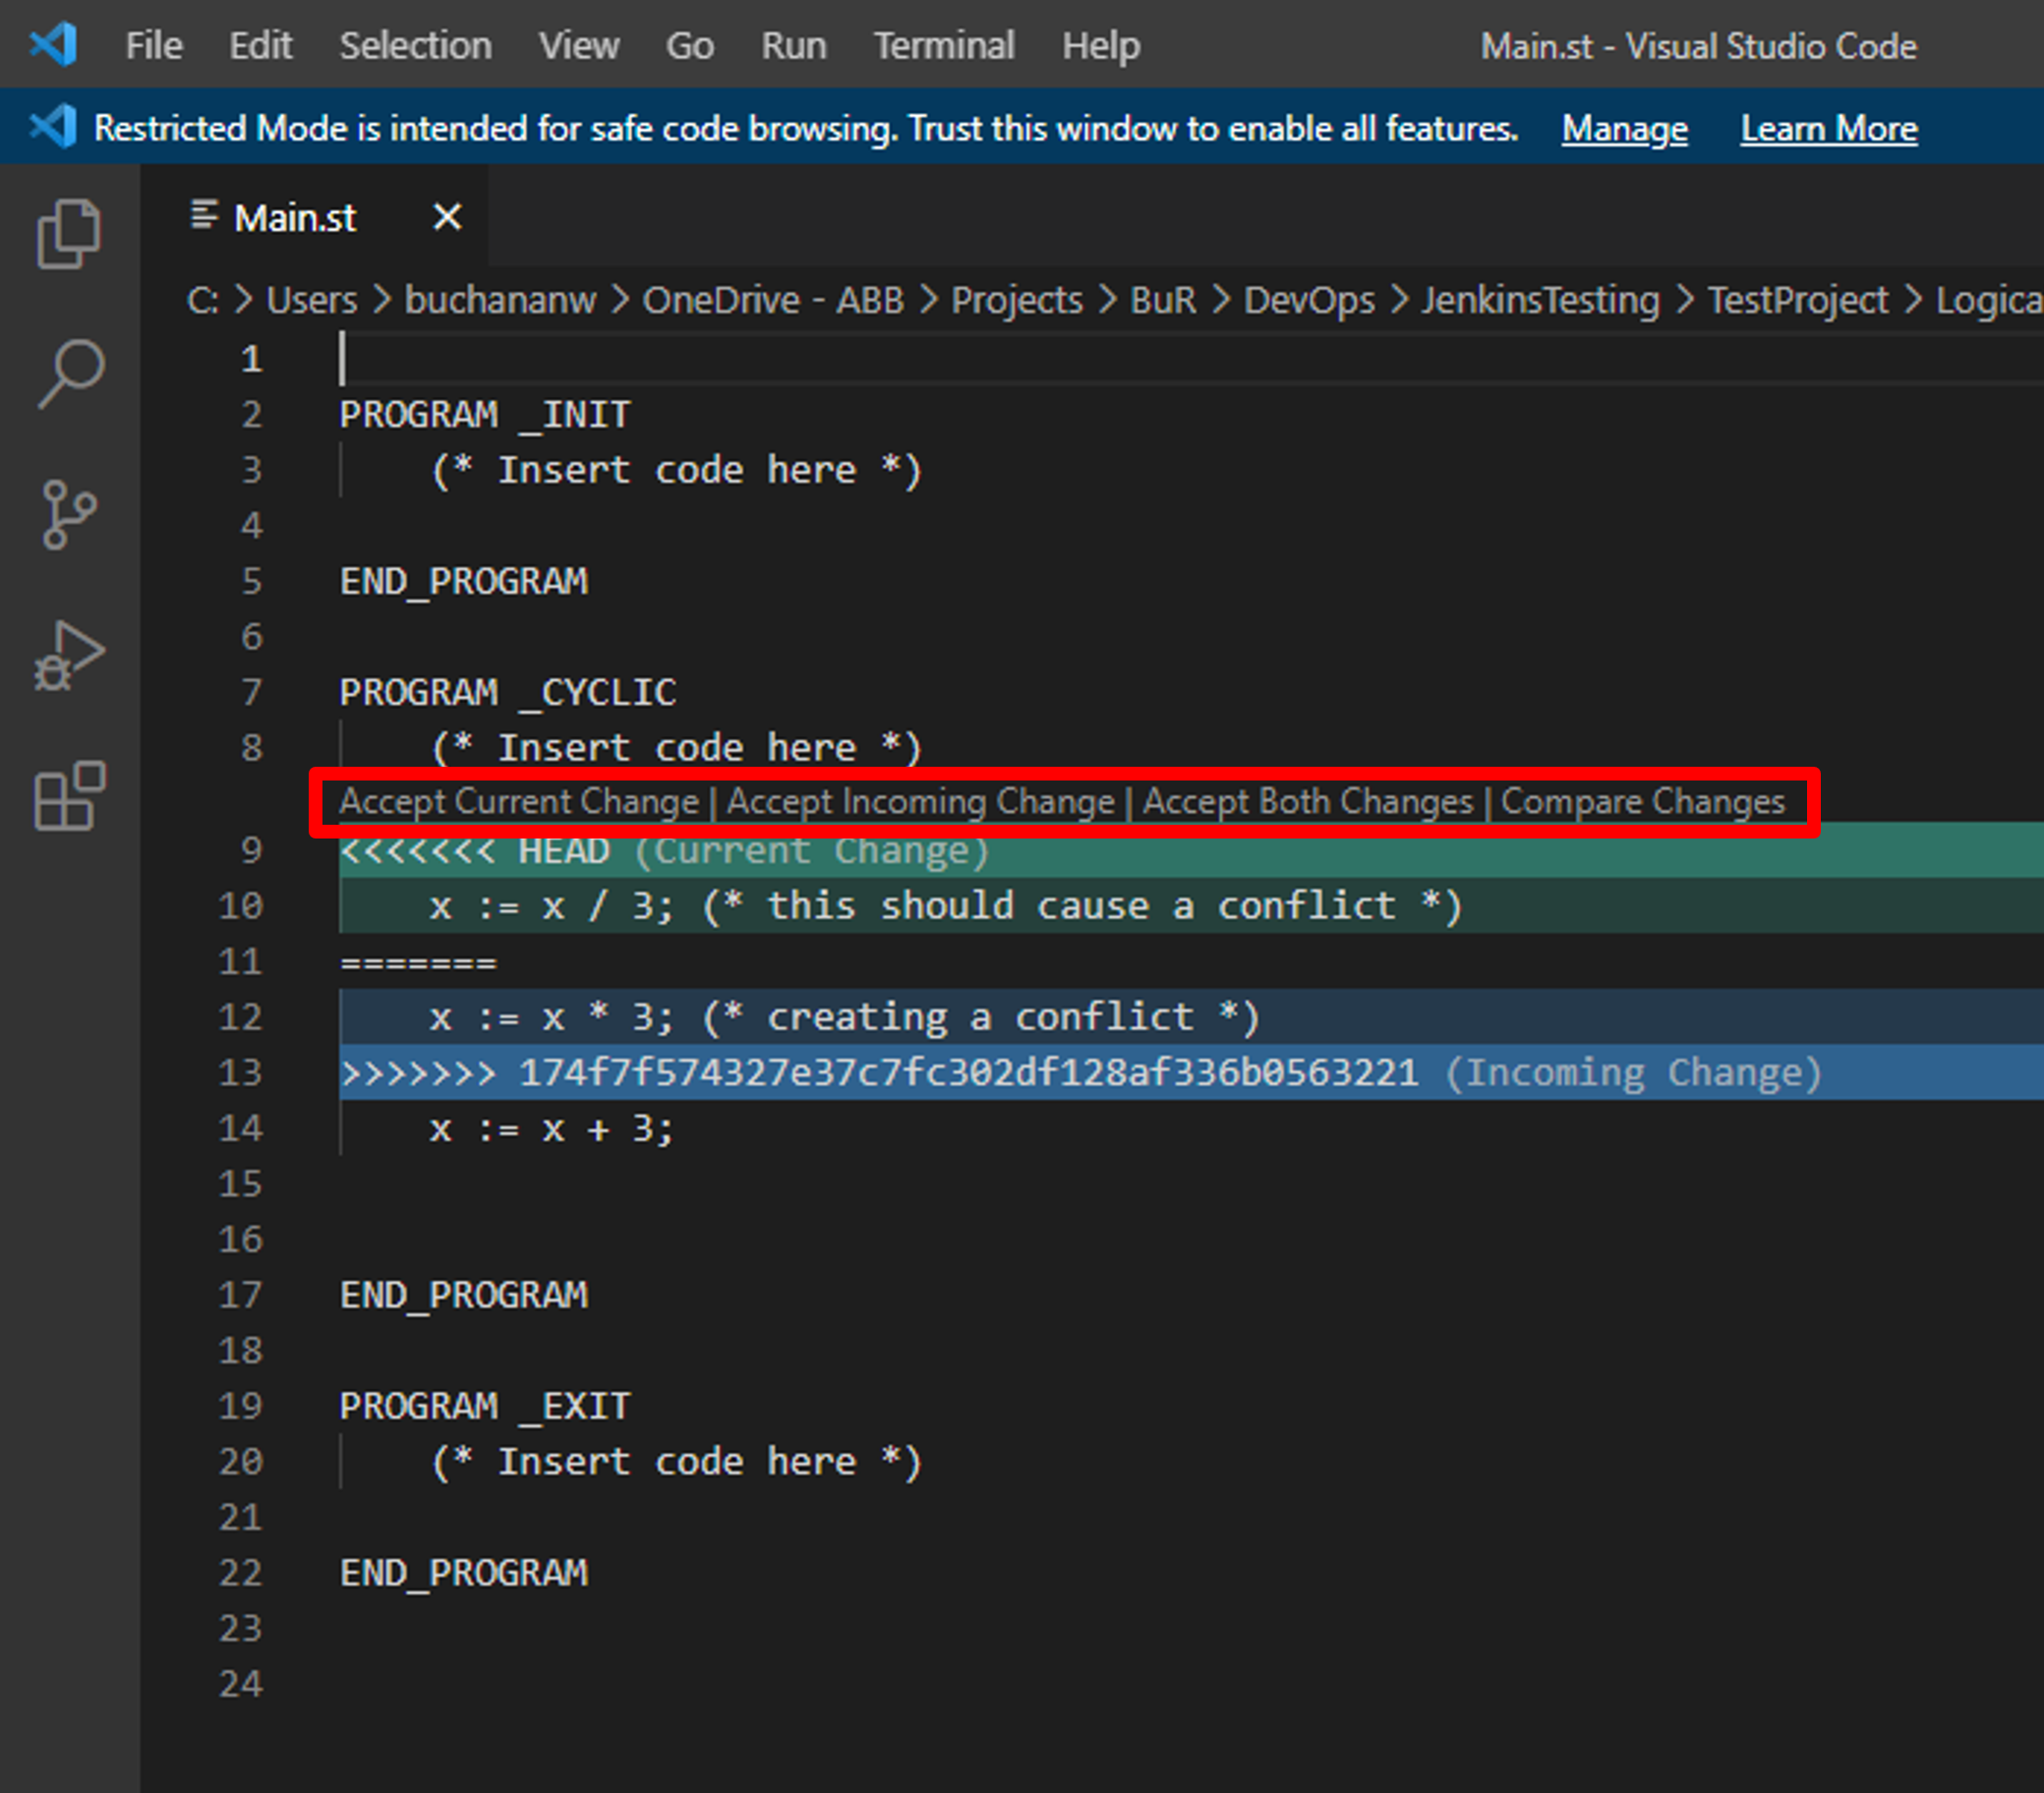 File Edit Selection View Go Run Terminal Help Main.st - Visual Studio Code
Restricted Mode is intended for safe code browsing. Trust this window to enable all features. Manage Learn More
Main.st
C: > Users > buchananw > OneDrive - ABB > Projects > BuR > DevOps > JenkinsTesting > TestProject > Logica
1
2 PROGRAM _INIT
3 (* Insert code here *)
4
5 END_PROGRAM
6
7 PROGRAM _CYCLIC
8 (* Insert code here *)
Accept Current Change | Accept Incoming Change | Accept Both Changes | Compare Changes
9 <<<<<<< HEAD (Current Change)
10 x := x / 3; (* this should cause a conflict *)
11 =======
12 x := x * 3; (* creating a conflict *)
13 >>>>>>> 174f7f574327e37c7fc302df128af336b0563221 (Incoming Change)
14 x := x + 3;
15
16
17 END_PROGRAM
18
19 PROGRAM _EXIT
20 (* Insert code here *)
21
22 END_PROGRAM
23
24